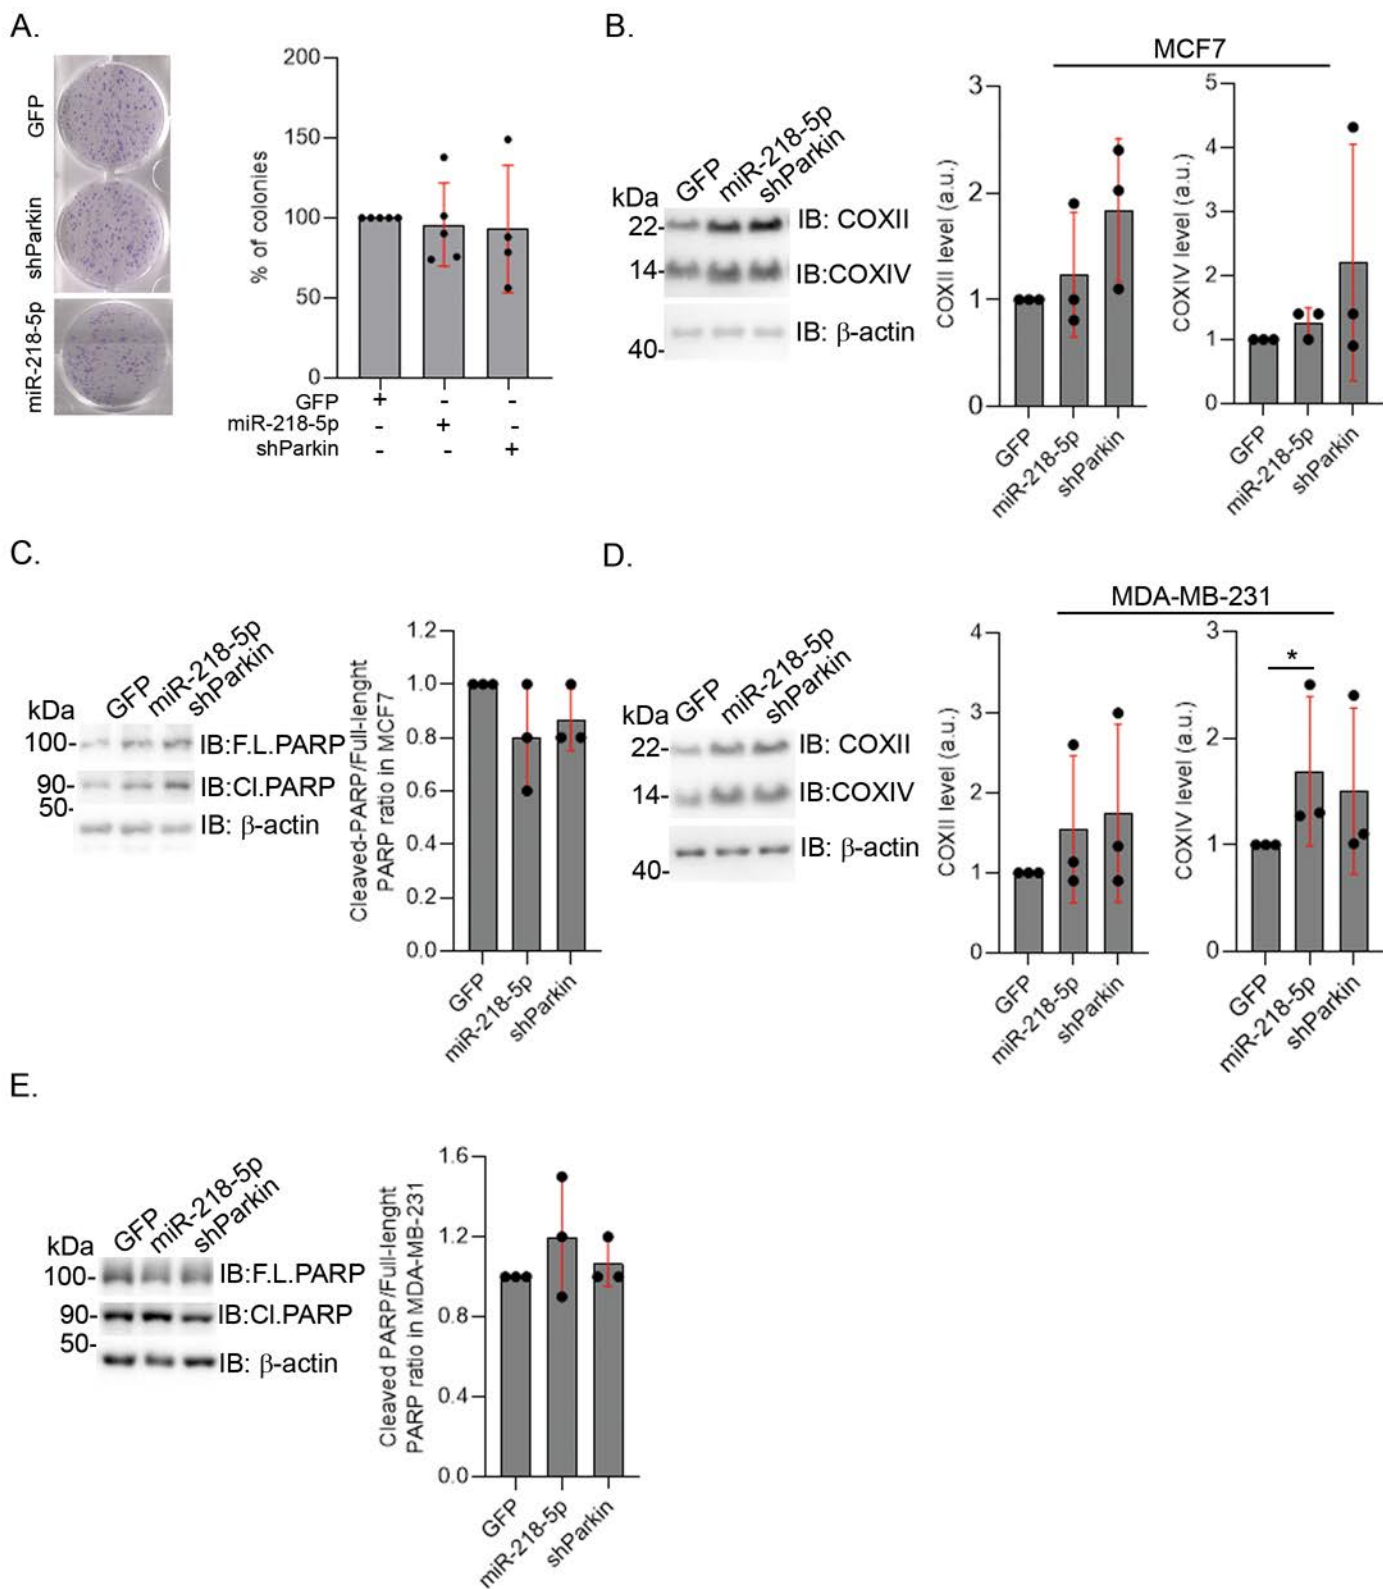 A.
GFP
shParkin
miR-218-5p
% of colonies
200
150
100
50
0
GFP + - -
miR-218-5p - + -
shParkin - - +
B.
MCF7
GFP
miR-218-5p
shParkin
kDa
22- IB: COXII
14- IB:COXIV
40- IB: β-actin
COXII level (a.u.)
3
2
1
0
GFP
miR-218-5p
shParkin
COXIV level (a.u.)
5
4
3
2
1
0
GFP
miR-218-5p
shParkin
C.
GFP
miR-218-5p
shParkin
kDa
100- IB:F.L.PARP
90- IB:Cl.PARP
50- IB: β-actin
Cleaved-PARP/Full-lenght
PARP ratio in MCF7
1.2
1.0
0.8
0.6
0.4
0.2
0.0
GFP
miR-218-5p
shParkin
D.
MDA-MB-231
GFP
miR-218-5p
shParkin
kDa
22- IB: COXII
14- IB:COXIV
40- IB: β-actin
COXII level (a.u.)
4
3
2
1
0
GFP
miR-218-5p
shParkin
COXIV level (a.u.)
3
2
1
0
*
GFP
miR-218-5p
shParkin
E.
GFP
miR-218-5p
shParkin
kDa
100- IB:F.L.PARP
90- IB:Cl.PARP
50- IB: β-actin
Cleaved PARP/Full-lenght
PARP ratio in MDA-MB-231
1.6
1.2
0.8
0.4
0.0
GFP
miR-218-5p
shParkin